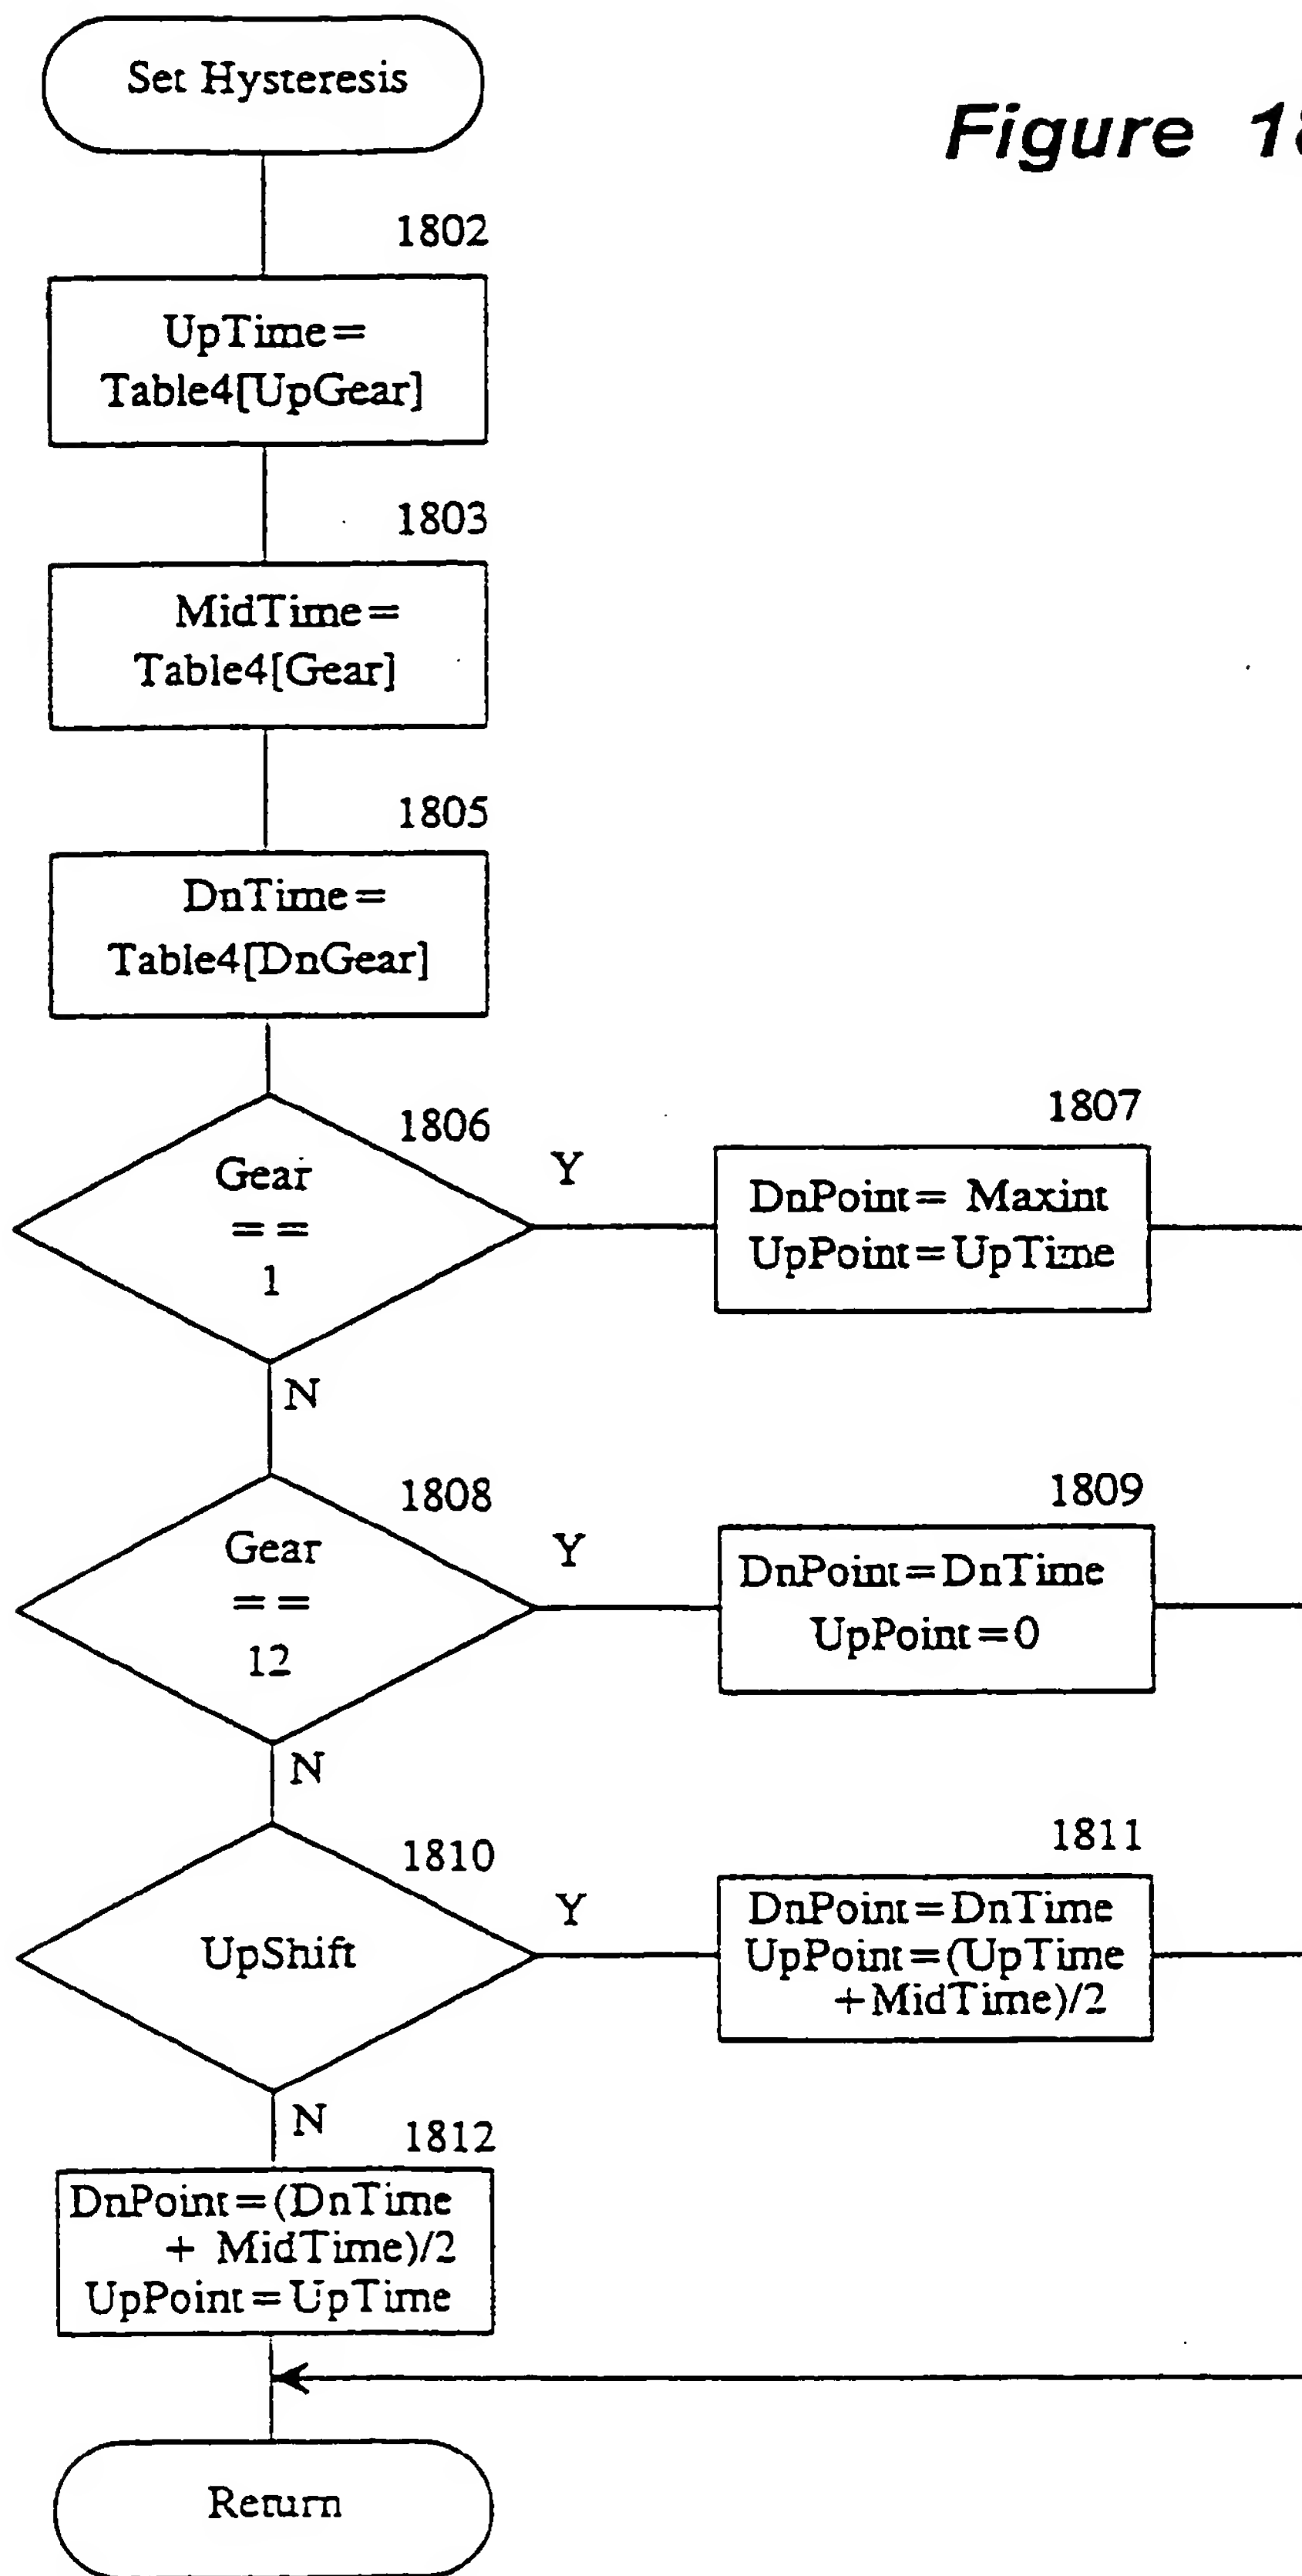 Set Hysteresis
Figure 18
1802
UpTime=
Table4[UpGear]
1803
MidTime=
Table4[Gear]
1805
DnTime=
Table4[DnGear]
1806
Gear
==
1
Y
1807
DnPoint= Maxint
UpPoint=UpTime
N
1808
Gear
==
12
Y
1809
DnPoint=DnTime
UpPoint=0
N
1810
UpShift
Y
1811
DnPoint=DnTime
UpPoint=(UpTime
+MidTime)/2
N
1812
DnPoint=(DnTime
+ MidTime)/2
UpPoint=UpTime
Return